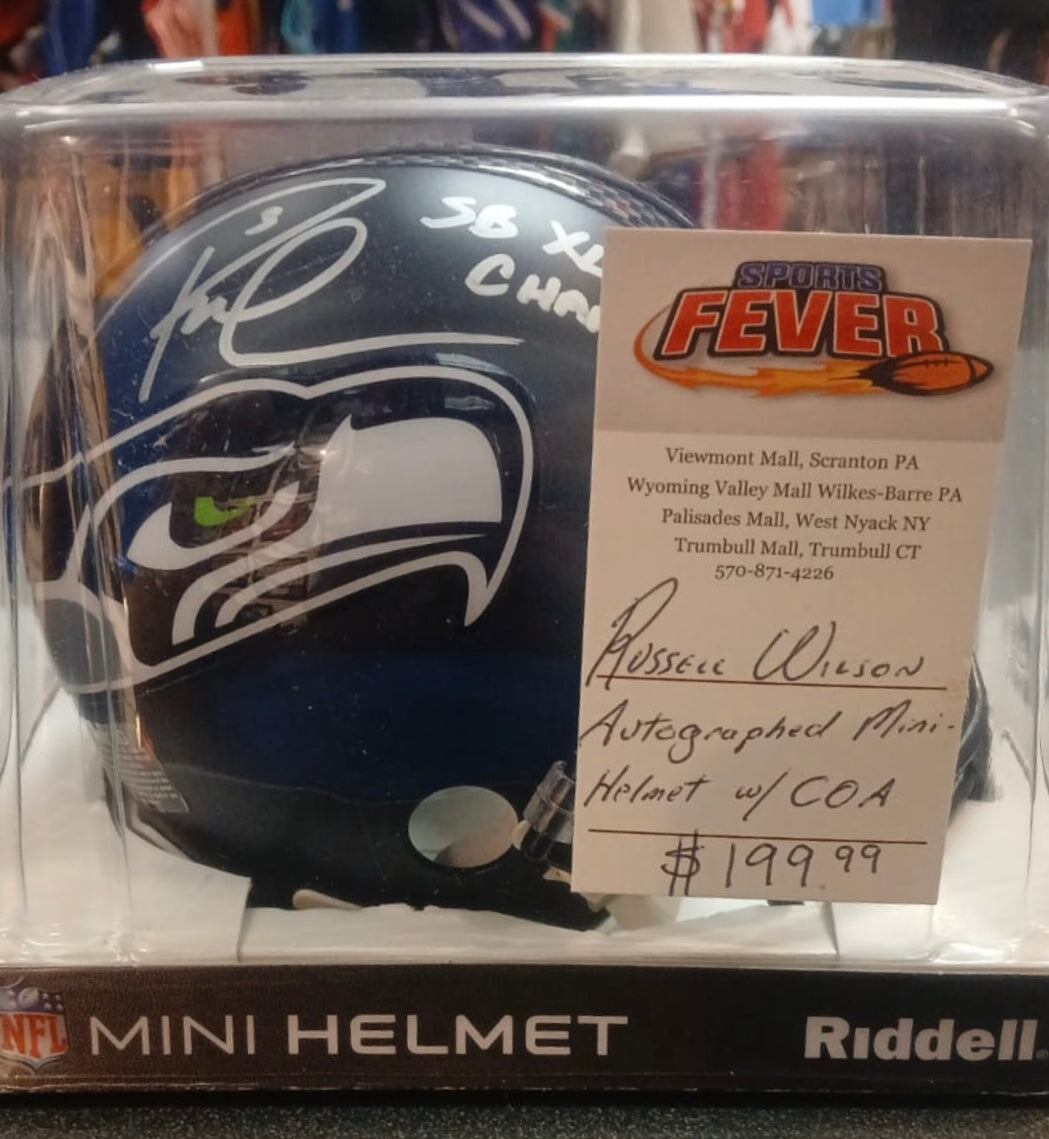 SB XL
CHAM
SPORTS
FEVER
Viewmont Mall, Scranton PA
Wyoming Valley Mall Wilkes-Barre PA
Palisades Mall, West Nyack NY
Trumbull Mall, Trumbull CT
570-871-4226
Russell Wilson
Autographed Mini-
Helmet w/ COA
$199.99
NFL MINI HELMET Riddell